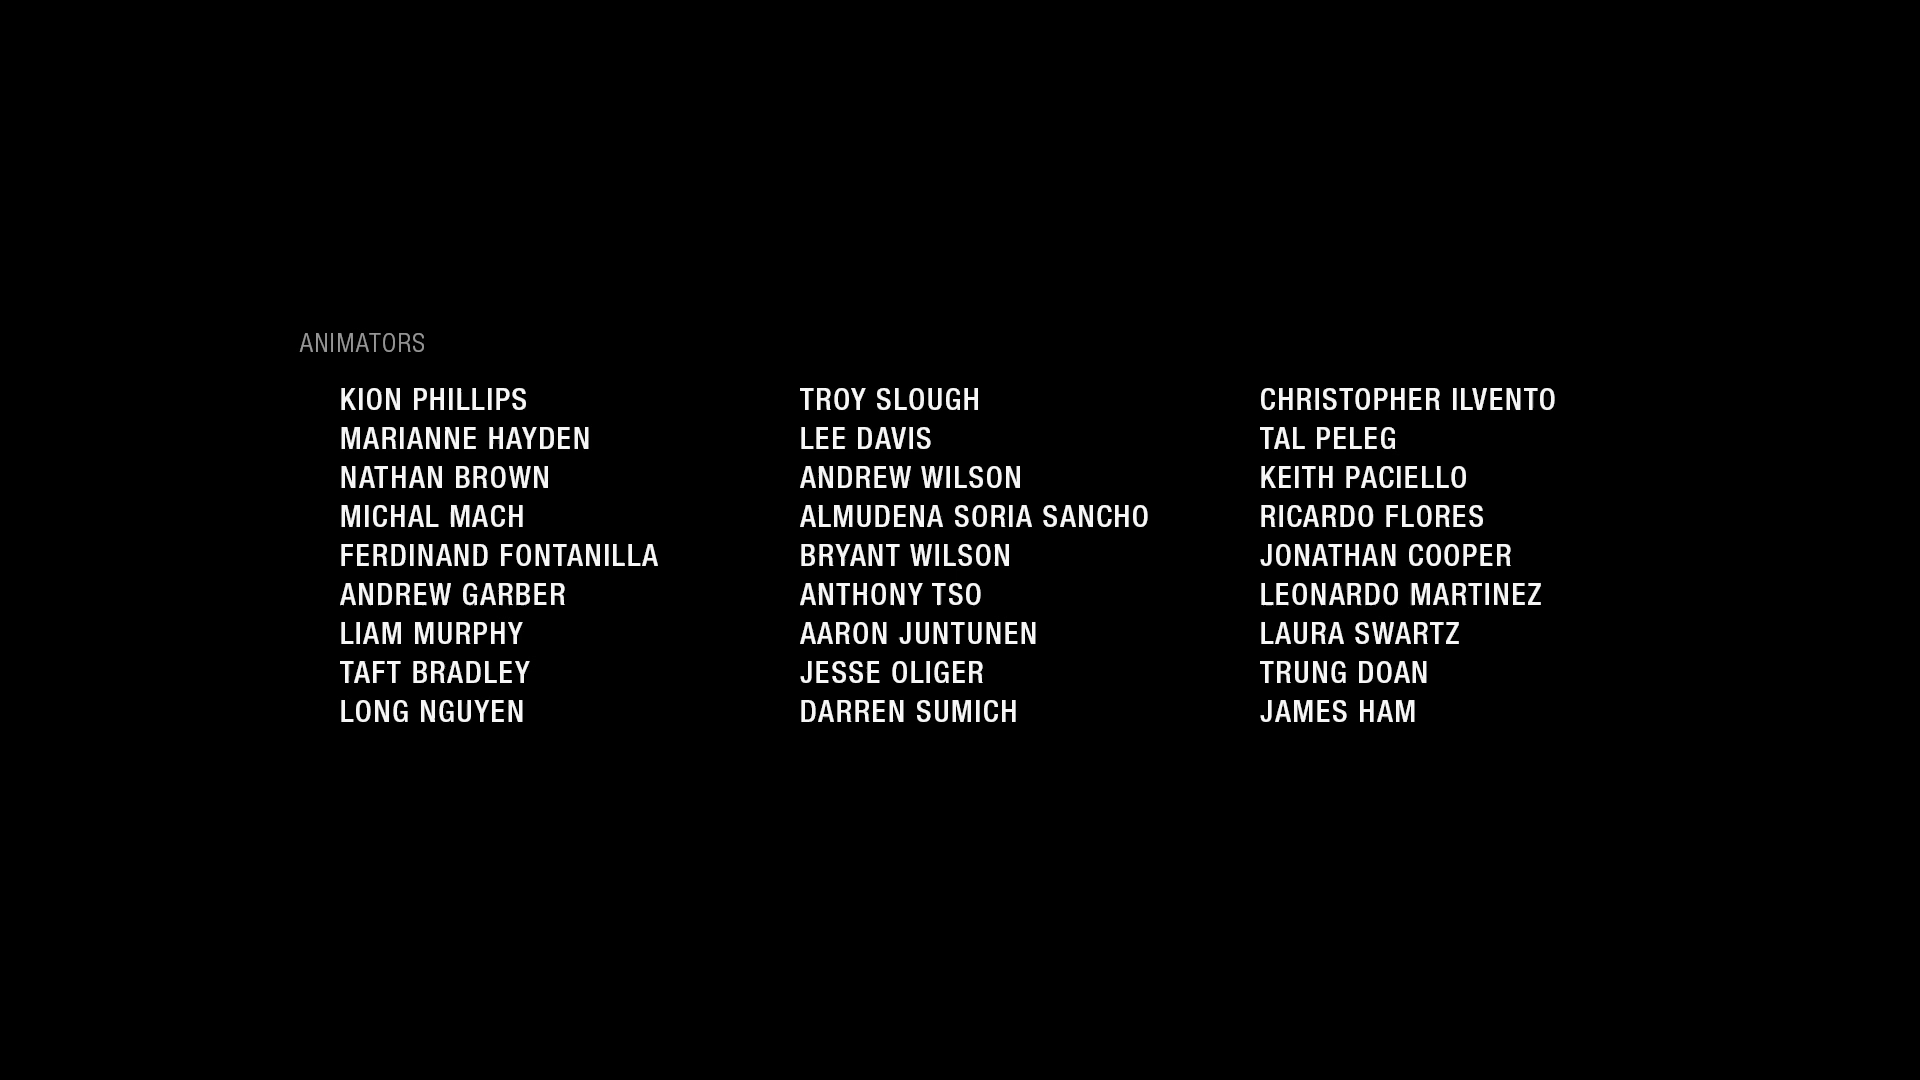 ANIMATORS
KION PHILLIPS
MARIANNE HAYDEN
NATHAN BROWN
MICHAL MACH
FERDINAND FONTANILLA
ANDREW GARBER
LIAM MURPHY
TAFT BRADLEY
LONG NGUYEN
TROY SLOUGH
LEE DAVIS
ANDREW WILSON
ALMUDENA SORIA SANCHO
BRYANT WILSON
ANTHONY TSO
AARON JUNTUNEN
JESSE OLIGER
DARREN SUMICH
CHRISTOPHER ILVENTO
TAL PELEG
KEITH PACIELLO
RICARDO FLORES
JONATHAN COOPER
LEONARDO MARTINEZ
LAURA SWARTZ
TRUNG DOAN
JAMES HAM